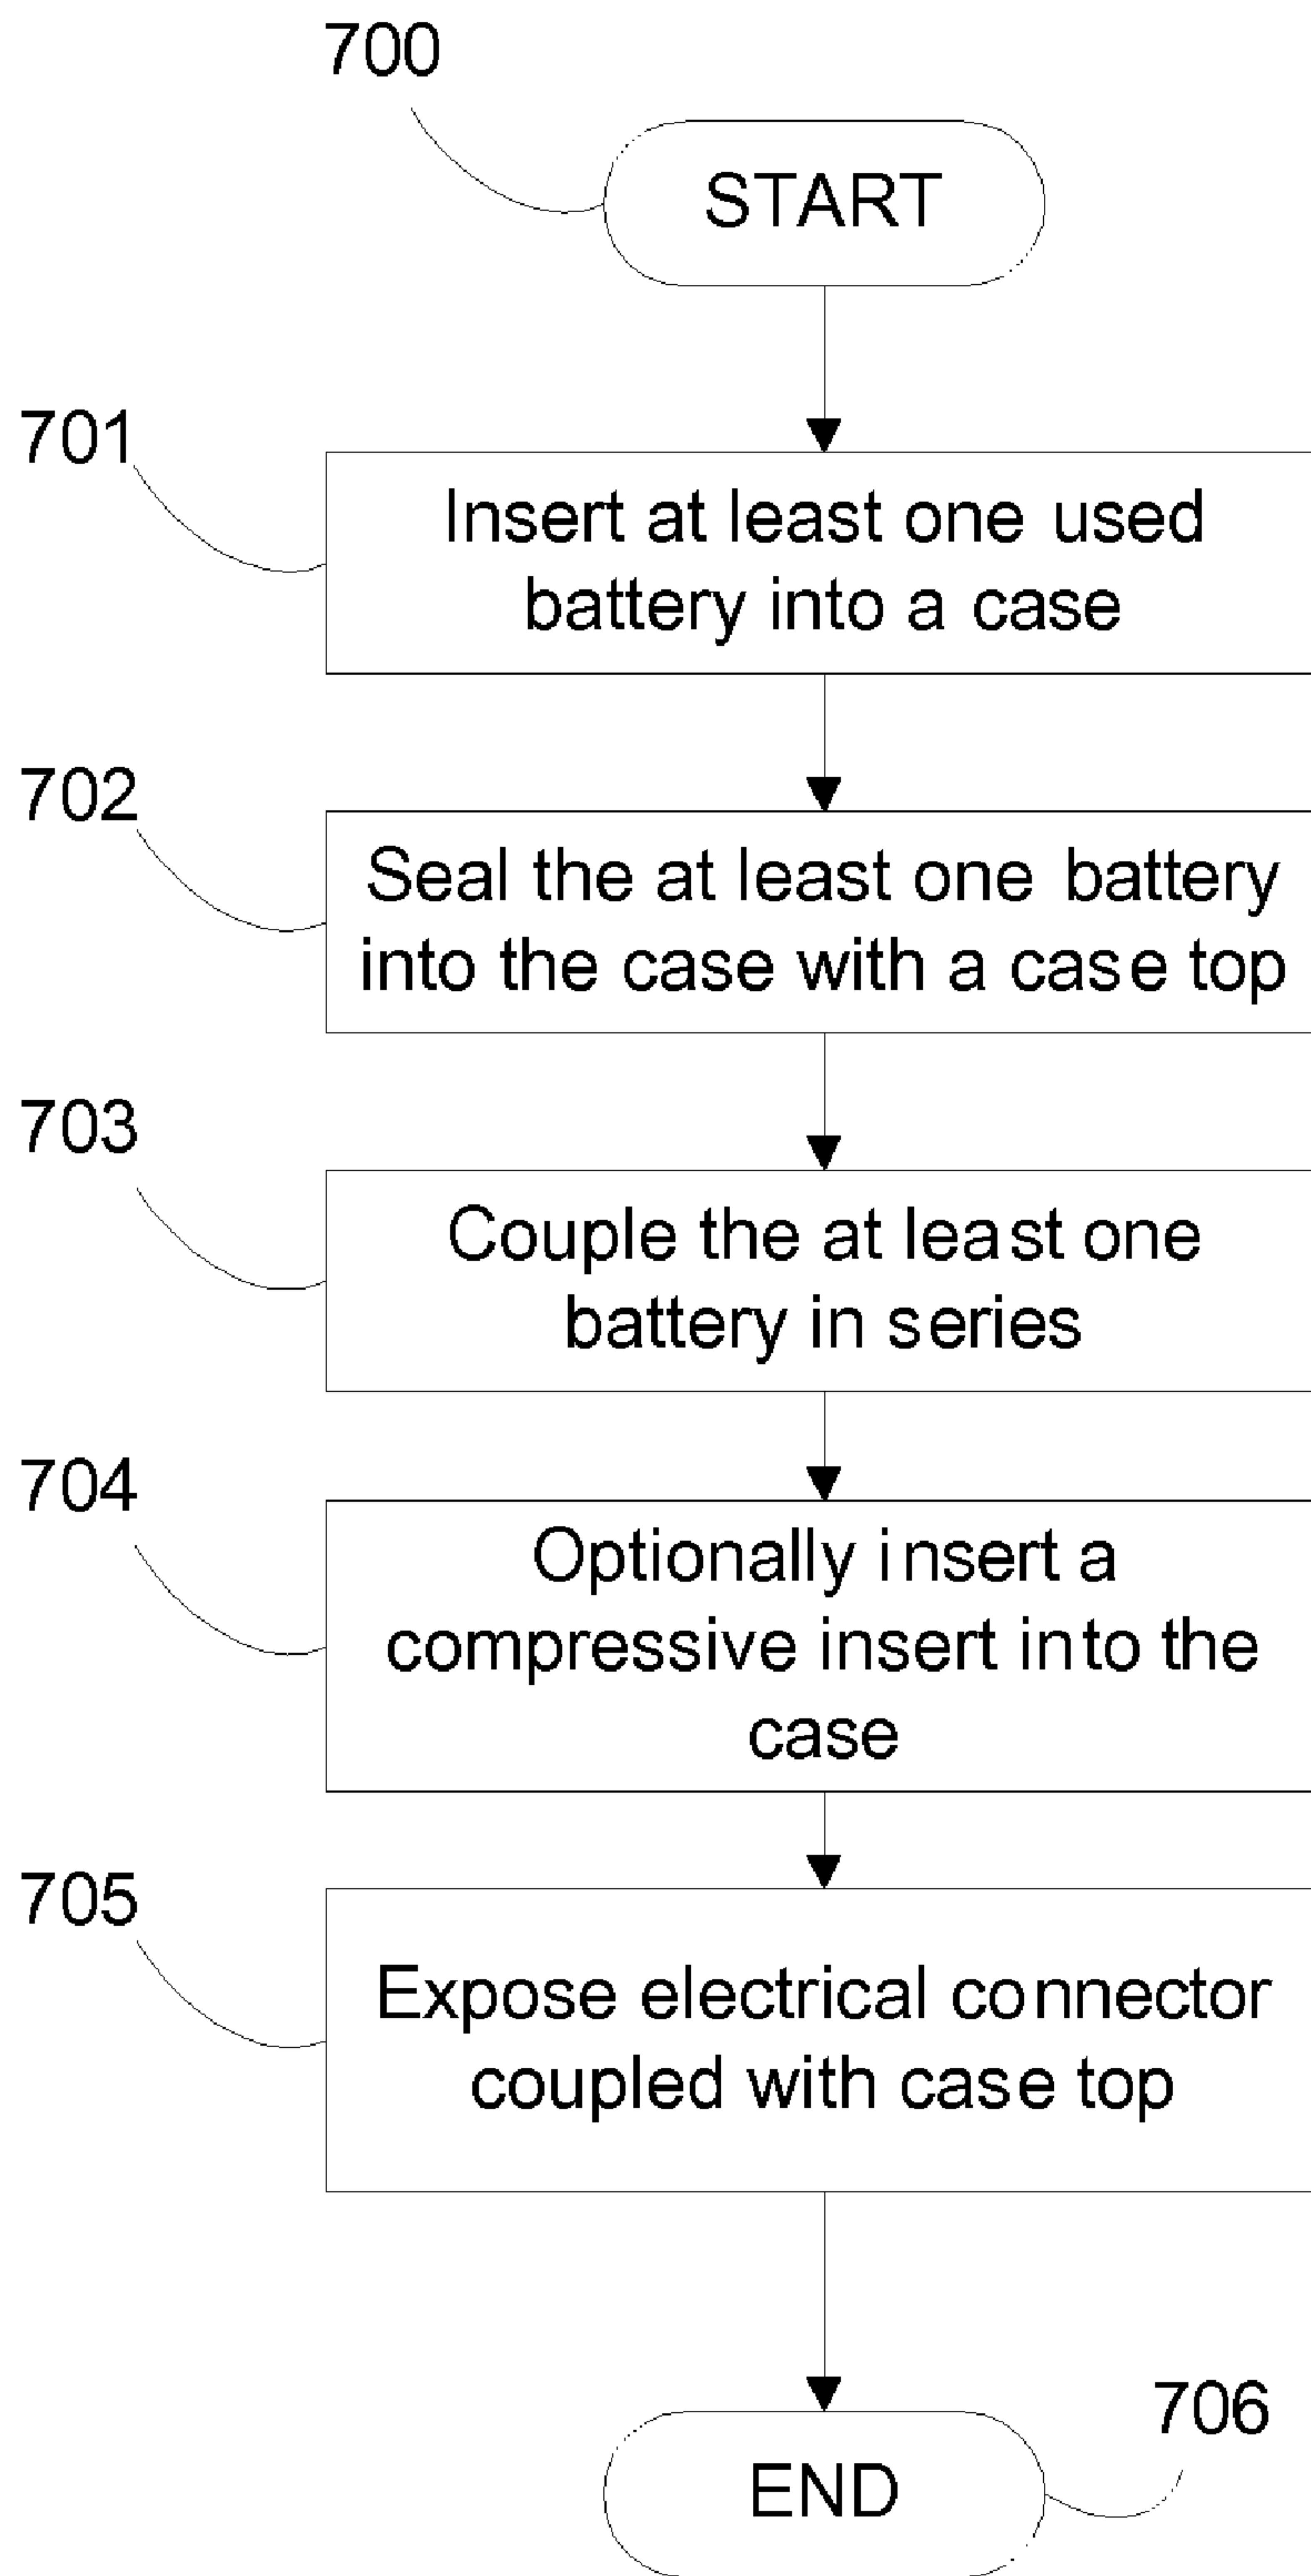 700
START
701
Insert at least one used
battery into a case
702
Seal the at least one battery
into the case with a case top
703
Couple the at least one
battery in series
704
Optionally insert a
compressive insert into the
case
705
Expose electrical connector
coupled with case top
706
END